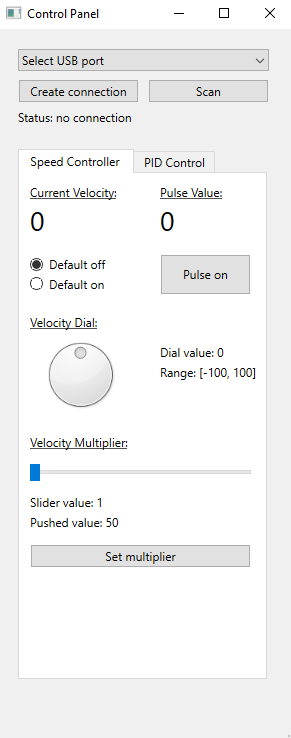 Control Panel
Select USB port
Create connection Scan
Status: no connection
Speed Controller PID Control
Current Velocity: Pulse Value:
0 0
Default off
Default on
Pulse on
Velocity Dial:
Dial value: 0
Range: [-100, 100]
Velocity Multiplier:
Slider value: 1
Pushed value: 50
Set multiplier